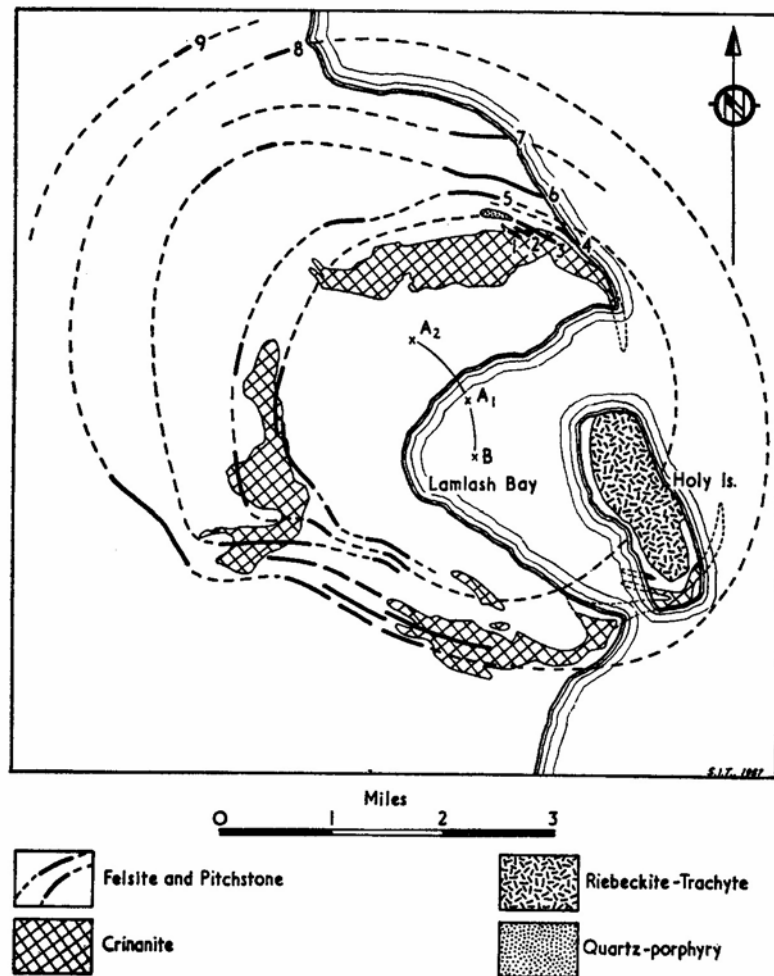 9
8
7
6
5
1 2 3 4
A2
A1
B
Lamlash Bay
Holy Is.
S.I.T., 1957
Miles
0 1 2 3
Felsite and Pitchstone
Riebeckite-Trachyte
Crinanite
Quartz-porphyry